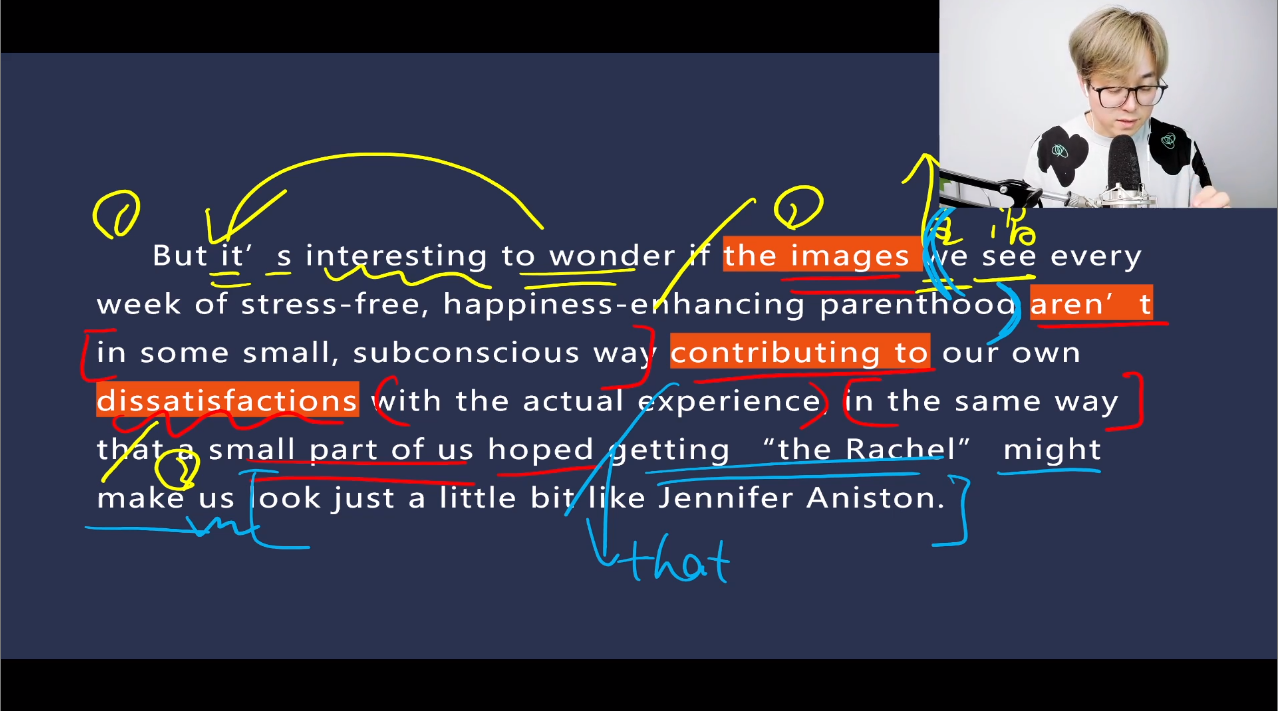 ①
②
But it's interesting to wonder if the images we see every
week of stress-free, happiness-enhancing parenthood aren't
in some small, subconscious way contributing to our own
dissatisfactions with the actual experience, in the same way
that a small part of us hoped getting “the Rachel” might
make us look just a little bit like Jennifer Aniston.
that